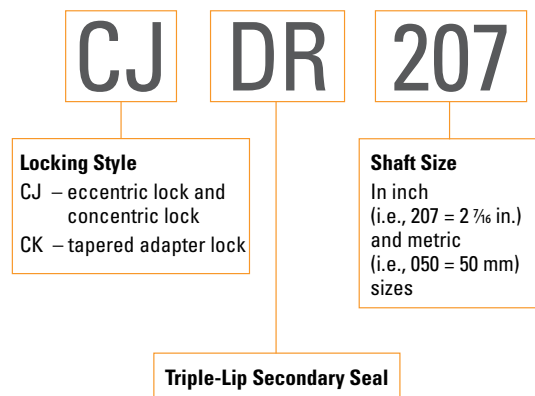 CJ DR 207
Locking Style
CJ – eccentric lock and
concentric lock
CK – tapered adapter lock
Shaft Size
In inch
(i.e., 207 = 2 7⁄16 in.)
and metric
(i.e., 050 = 50 mm)
sizes
Triple-Lip Secondary Seal